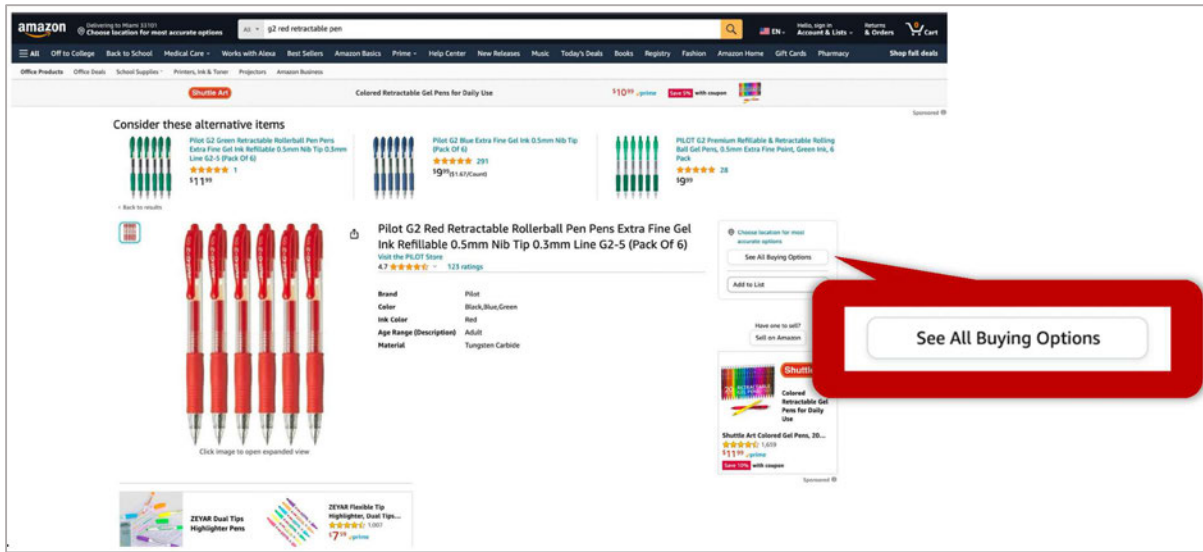 amazon
Delivering to Miami 33101
Choose location for most accurate options
All
g2 red retractable pen
EN
Hello, sign in
Account & Lists
Returns
& Orders
0
Cart
All
Off to College
Back to School
Medical Care
Works with Alexa
Best Sellers
Amazon Basics
Prime
Help Center
New Releases
Music
Today's Deals
Books
Registry
Fashion
Amazon Home
Gift Cards
Pharmacy
Shop fall deals
Office Products
Office Deals
School Supplies
Printers, Ink & Toner
Projectors
Amazon Business
Shuttle Art
Colored Retractable Gel Pens for Daily Use
$10⁹⁹ prime
Save 5% with coupon
Sponsored
Consider these alternative items
Pilot G2 Green Retractable Rollerball Pen Pens
Extra Fine Gel Ink Refillable 0.5mm Nib Tip 0.3mm
Line G2-5 (Pack Of 6)
1
$11⁹⁹
Pilot G2 Blue Extra Fine Gel Ink 0.5mm Nib Tip
(Pack Of 6)
291
$9⁹⁹($1.67/Count)
PILOT G2 Premium Refillable & Retractable Rolling
Ball Gel Pens, 0.5mm Extra Fine Point, Green Ink, 6
Pack
28
$9⁹⁹
‹ Back to results
Pilot G2 Red Retractable Rollerball Pen Pens Extra Fine Gel
Ink Refillable 0.5mm Nib Tip 0.3mm Line G2-5 (Pack Of 6)
Visit the PILOT Store
4.7
123 ratings
Brand Pilot
Color Black,Blue,Green
Ink Color Red
Age Range (Description) Adult
Material Tungsten Carbide
Click image to open expanded view
Choose location for most
accurate options
See All Buying Options
Add to List
Have one to sell?
Sell on Amazon
See All Buying Options
Colored
Retractable Gel
Pens for Daily
Use
Shuttle Art Colored Gel Pens, 20...
1,659
$11⁹⁹ prime
Save 10% with coupon
Sponsored
ZEYAR Dual Tips
Highlighter Pens
ZEYAR Flexible Tip
Highlighter, Dual Tips...
1,007
$7⁵⁹ prime